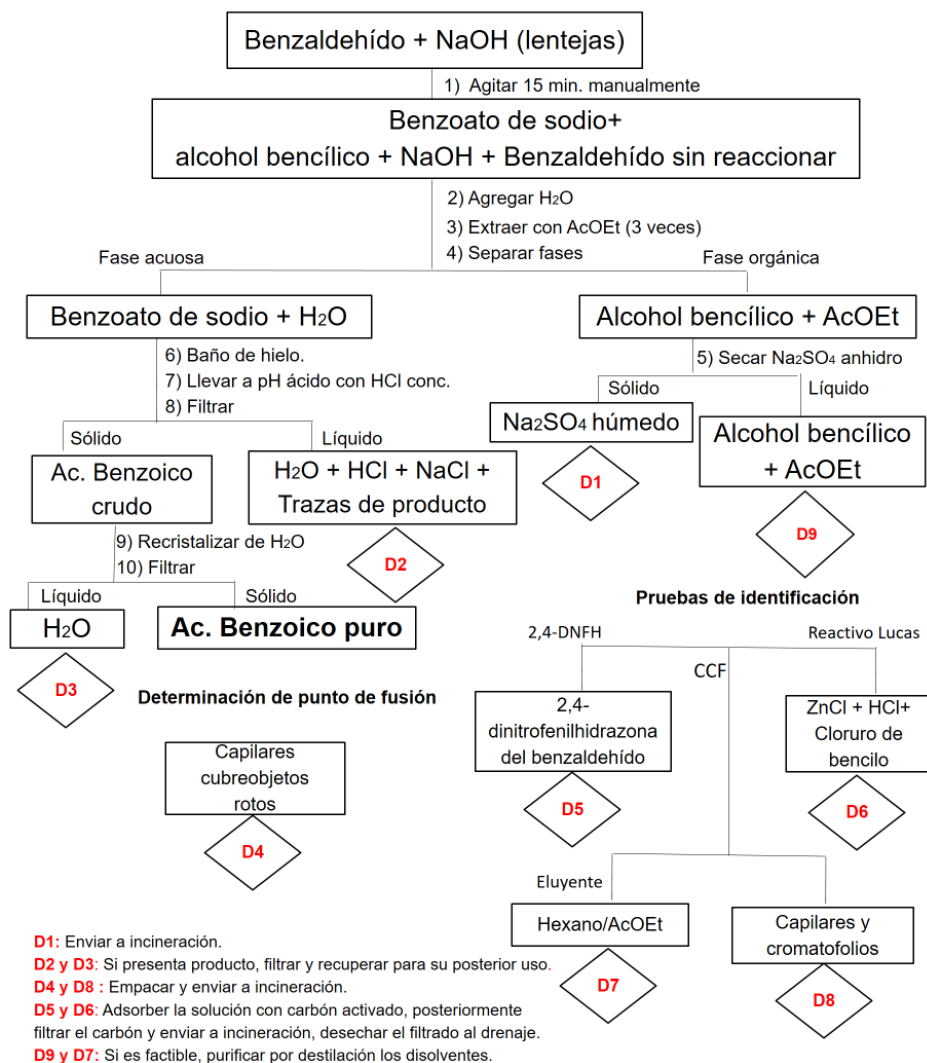 Benzaldehído + NaOH (lentejas)
1) Agitar 15 min. manualmente
Benzoato de sodio+
alcohol bencílico + NaOH + Benzaldehído sin reaccionar
2) Agregar H₂O
3) Extraer con AcOEt (3 veces)
4) Separar fases
Fase acuosa
Fase orgánica
Benzoato de sodio + H₂O
Alcohol bencílico + AcOEt
6) Baño de hielo.
7) Llevar a pH ácido con HCl conc.
8) Filtrar
5) Secar Na₂SO₄ anhidro
Sólido
Líquido
Sólido
Líquido
Ac. Benzoico
crudo
H₂O + HCl + NaCl +
Trazas de producto
Na₂SO₄ húmedo
Alcohol bencílico
+ AcOEt
D1
D9
D2
9) Recristalizar de H₂O
10) Filtrar
Líquido
Sólido
H₂O
Ac. Benzoico puro
D3
Pruebas de identificación
2,4-DNFH
CCF
Reactivo Lucas
Determinación de punto de fusión
Capilares
cubreobjetos
rotos
D4
2,4-
dinitrofenilhidrazona
del benzaldehído
D5
ZnCl + HCl+
Cloruro de
bencilo
D6
Eluyente
Hexano/AcOEt
D7
Capilares y
cromatofolios
D8
D1: Enviar a incineración.
D2 y D3: Si presenta producto, filtrar y recuperar para su posterior uso.
D4 y D8 : Empacar y enviar a incineración.
D5 y D6: Adsorber la solución con carbón activado, posteriormente
filtrar el carbón y enviar a incineración, desechar el filtrado al drenaje.
D9 y D7: Si es factible, purificar por destilación los disolventes.